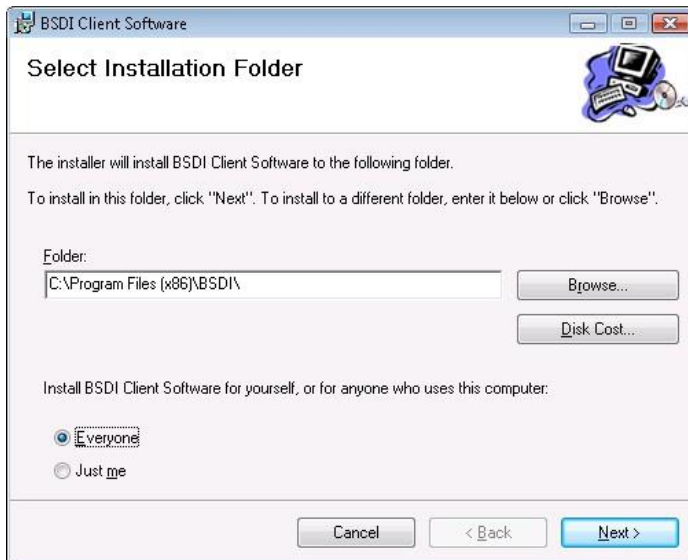 BSDI Client Software
Select Installation Folder
The installer will install BSDI Client Software to the following folder.
To install in this folder, click "Next". To install to a different folder, enter it below or click "Browse".
Folder:
C:\Program Files (x86)\BSDI\
Browse...
Disk Cost...
Install BSDI Client Software for yourself, or for anyone who uses this computer:
Everyone
Just me
Cancel
< Back
Next >